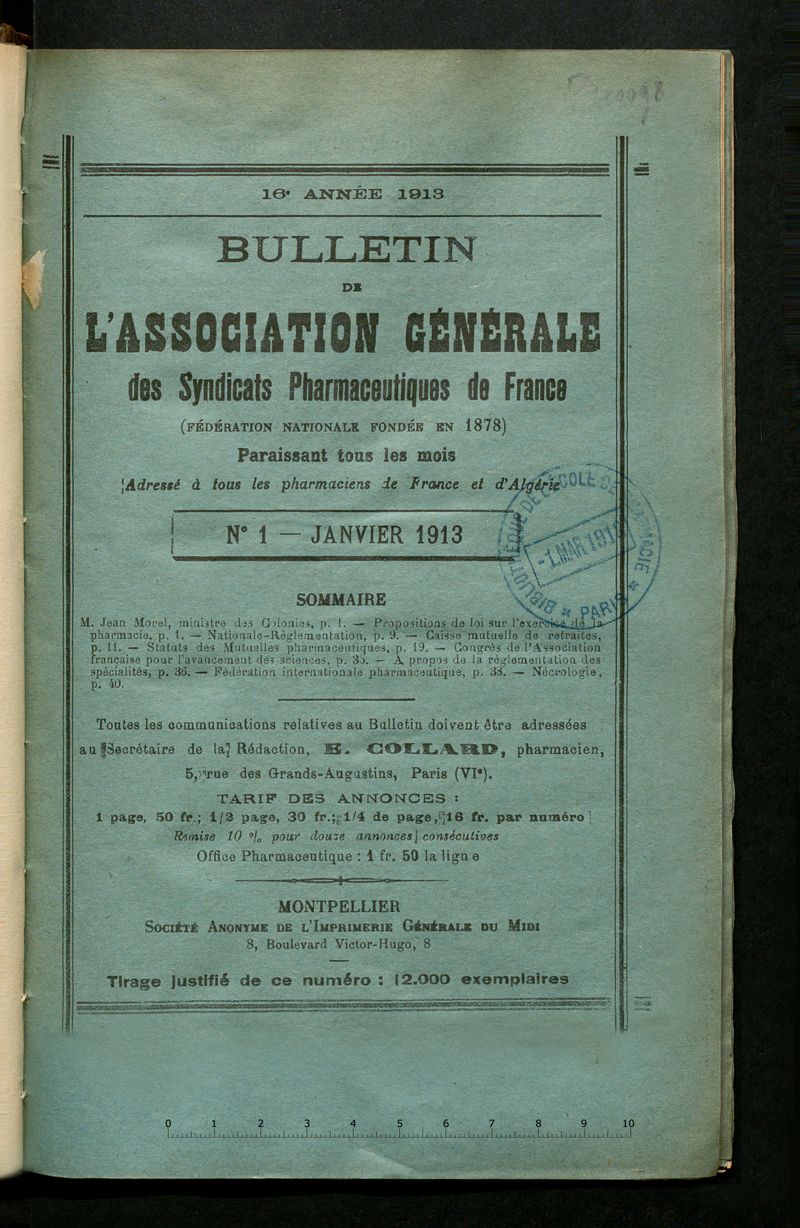 16e ANNÉE 1913
BULLETIN
DE
L'ASSOCIATION GÉNÉRALE
des Syndicats Pharmaceutiques de France
(FÉDÉRATION NATIONALE FONDÉE EN 1878)
Paraissant tous les mois
Adressé à tous les pharmaciens de France et d'Algérie
N° 1 — JANVIER 1913
BIBLIOTHÈQUE DE L'ÉCOLE DE PHARMACIE * PARIS *
1 MAR 191
SOMMAIRE
M. Jean Morel, ministre des Colonies, p. 1. — Propositions de loi sur l'exercice de la
pharmacie, p. 1. — Nationale-Réglementation, p. 9. — Caisse mutuelle de retraites,
p. 11. — Statuts des Mutuelles pharmaceutiques, p. 19. — Congrès de l'Association
française pour l'avancement des sciences, p. 35. — A propos de la réglementation des
spécialités, p. 36. — Fédération internationale pharmaceutique, p. 38. — Nécrologie,
p. 40.
Toutes les communications relatives au Bulletin doivent être adressées
au Secrétaire de la Rédaction, E. COLLARD, pharmacien,
5, rue des Grands-Augustins, Paris (VIe).
TARIF DES ANNONCES :
1 page, 50 fr.; 1/2 page, 30 fr.; 1/4 de page, 16 fr. par numéro
Remise 10 % pour douze annonces consécutives
Office Pharmaceutique : 1 fr. 50 la ligne
MONTPELLIER
SOCIÉTÉ ANONYME DE L'IMPRIMERIE GÉNÉRALE DU MIDI
8, Boulevard Victor-Hugo, 8
Tirage justifié de ce numéro : 12.000 exemplaires
0 1 2 3 4 5 6 7 8 9 10